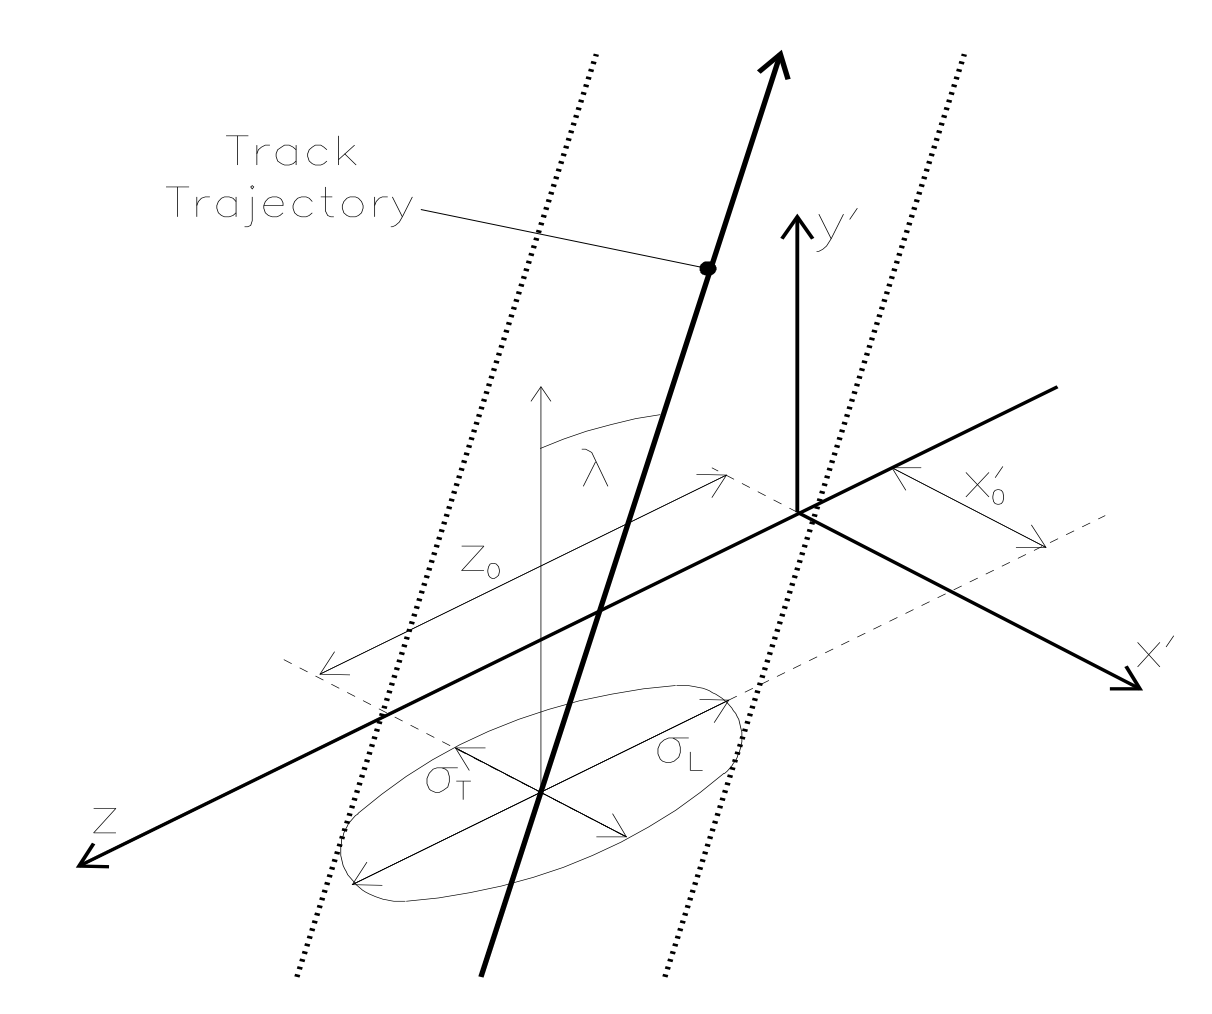 Track
Trajectory
y′
λ
x′₀
z₀
x′
σL
σT
z